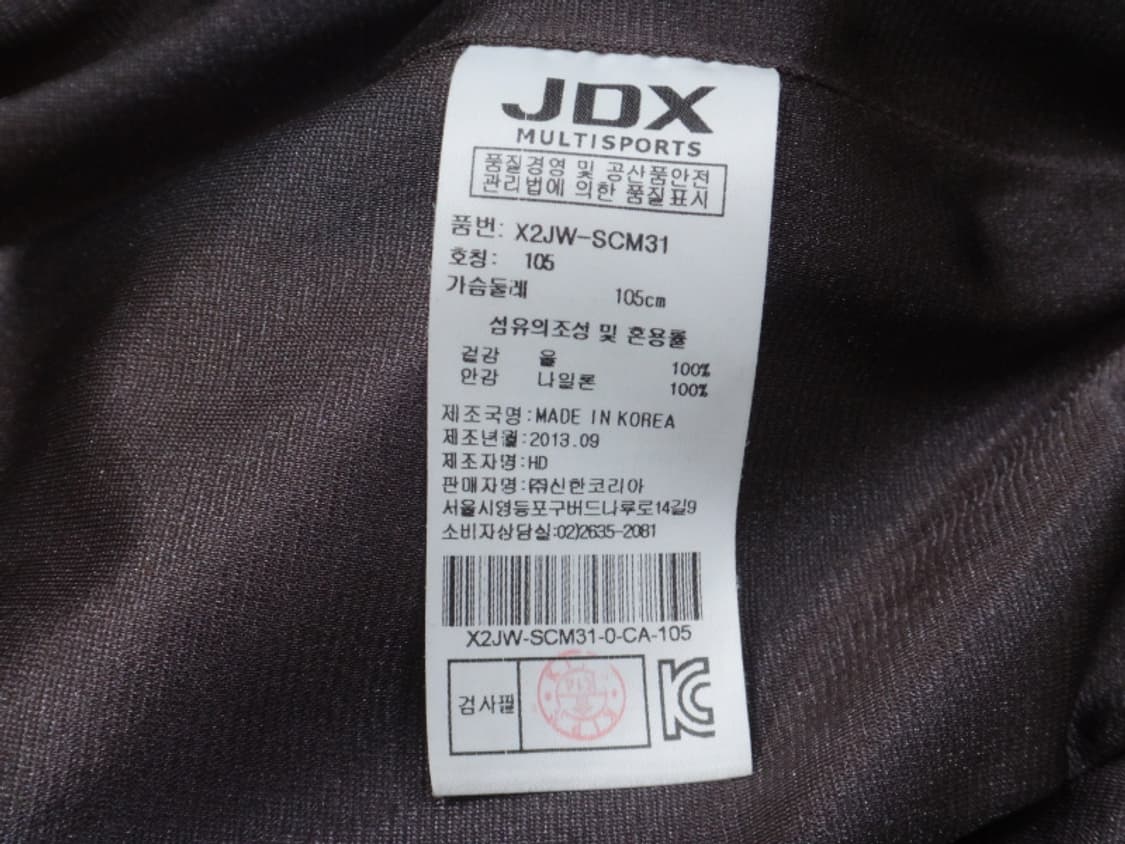 JDX
MULTISPORTS
품질경영 및 공산품안전
관리법에 의한 품질표시
품번: X2JW-SCM31
호칭: 105
가슴둘레 105cm
섬유의조성 및 혼용률
겉감 울 100%
안감 나일론 100%
제조국명:MADE IN KOREA
제조년월:2013.09
제조자명:HD
판매자명:㈜신한코리아
서울시영등포구버드나루로14길9
소비자상담실:02)2635-2081
X2JW-SCM31-0-CA-105
검사필
KC